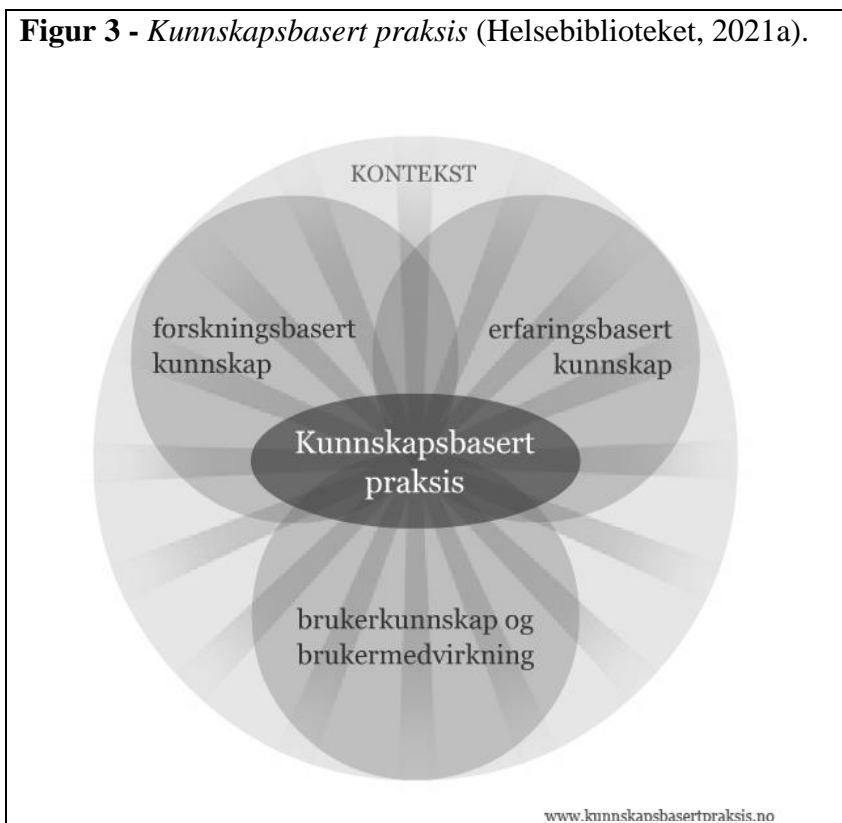 Figur 3 - Kunnskapsbasert praksis (Helsebiblioteket, 2021a).
KONTEKST
forskningsbasert
kunnskap
erfaringsbasert
kunnskap
Kunnskapsbasert
praksis
brukerkunnskap og
brukermedvirkning
www.kunnskapsbasertpraksis.no